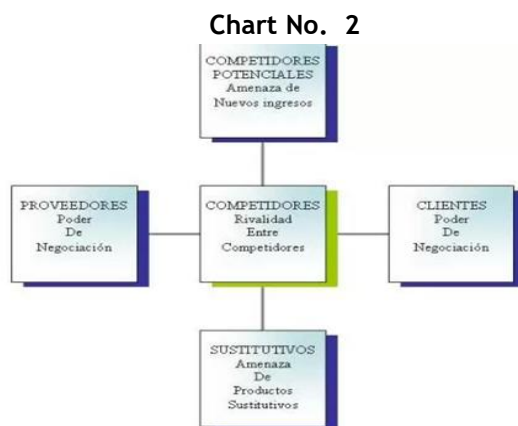 Chart No. 2
COMPETIDORES
POTENCIALES
Amenaza de
Nuevos ingresos
PROVEEDORES
Poder
De
Negociación
COMPETIDORES
Rivalidad
Entre
Competidores
CLIENTES
Poder
De
Negociación
SUSTITUTIVOS
Amenaza
De
Productos
Sustitutivos